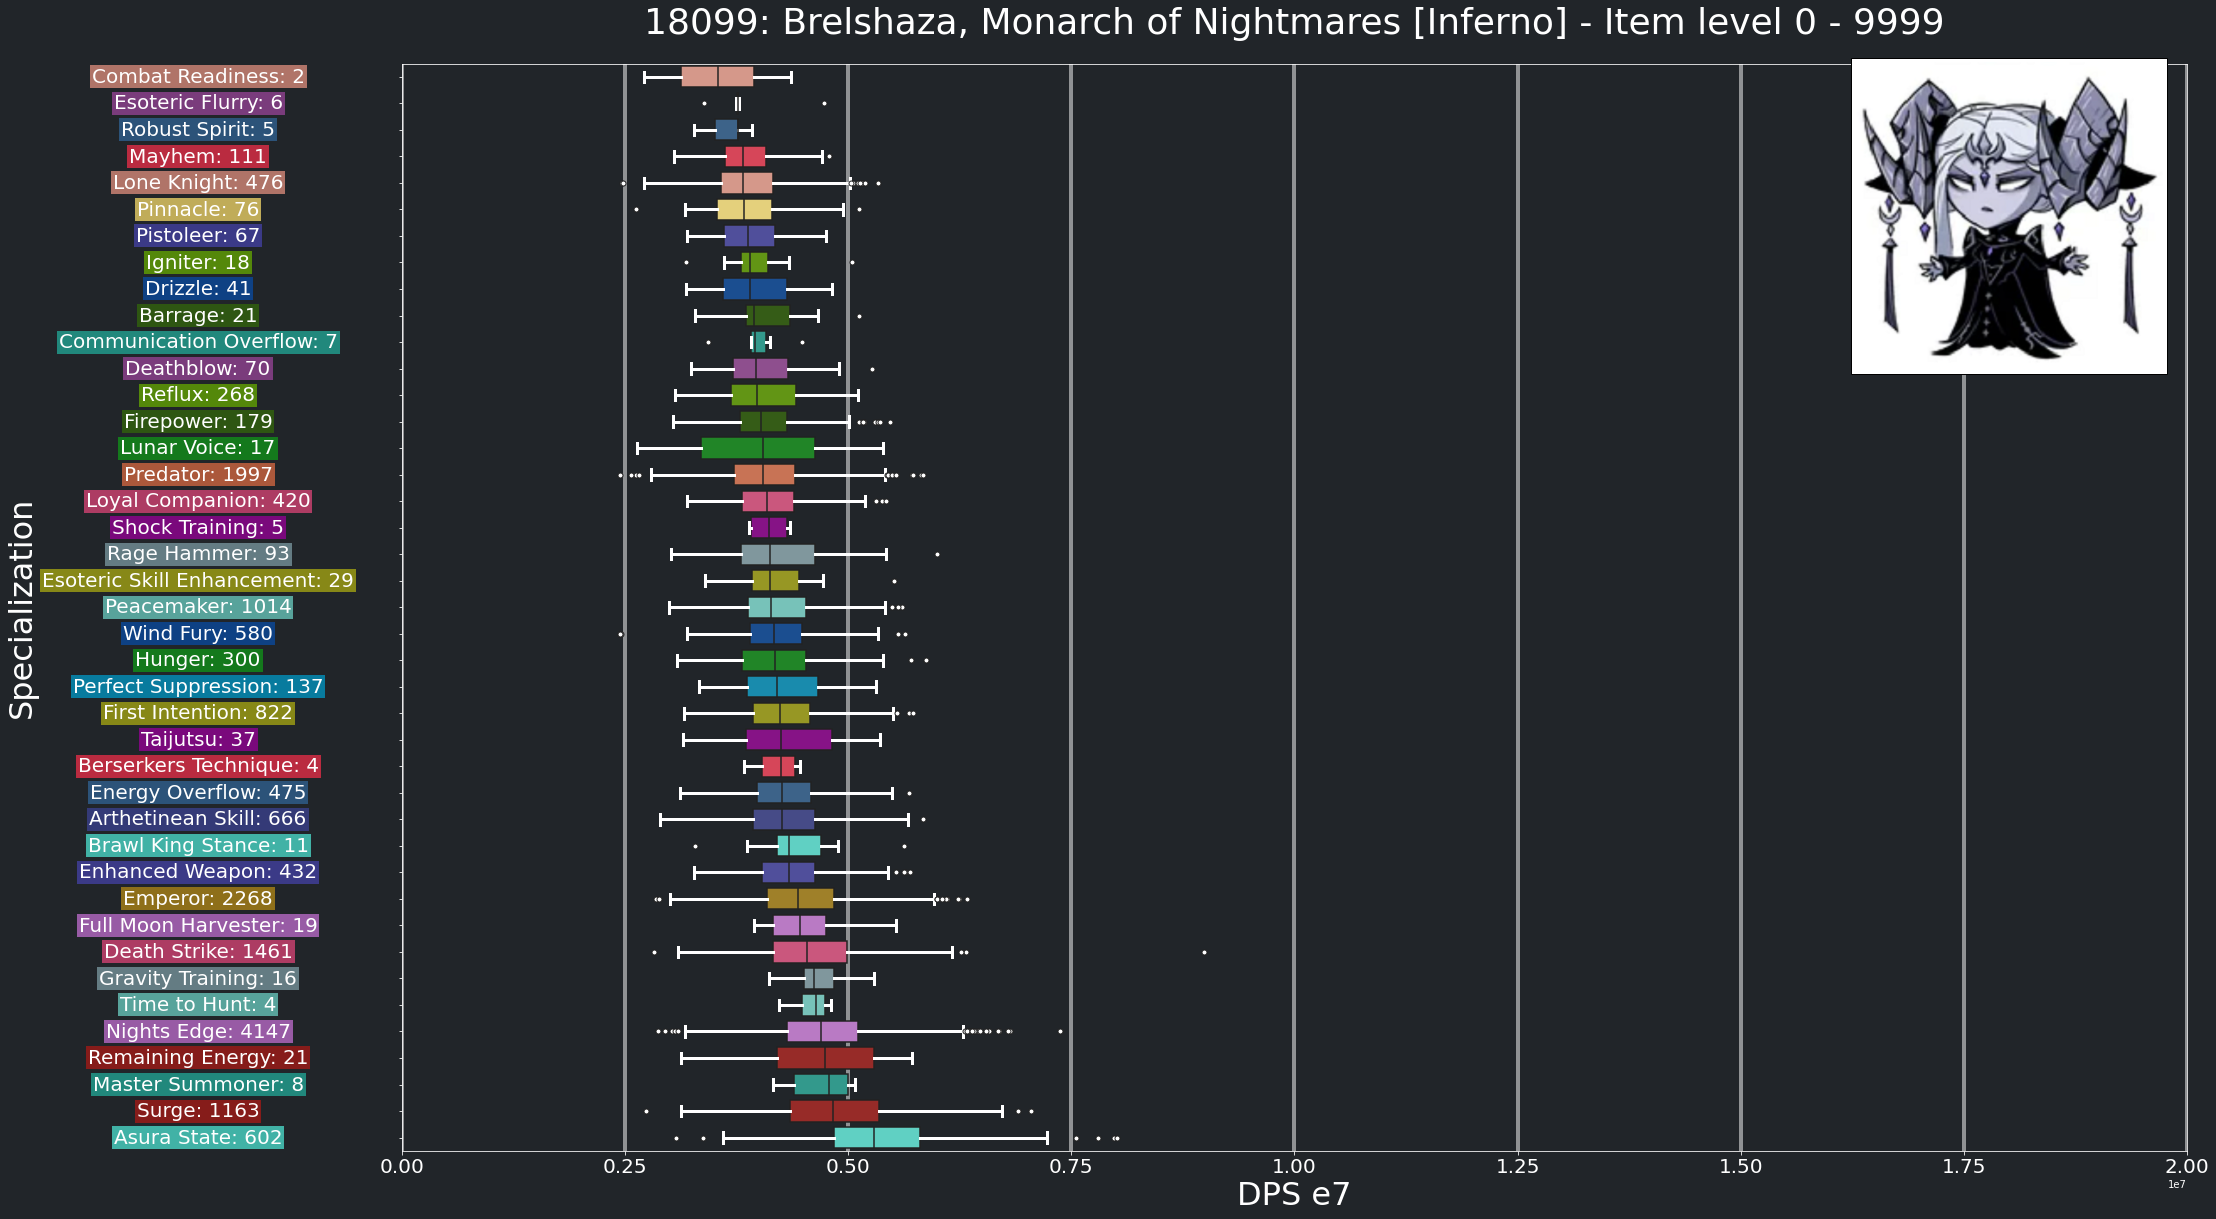 18099: Brelshaza, Monarch of Nightmares [Inferno] - Item level 0 - 9999
Specialization
Combat Readiness: 2
Esoteric Flurry: 6
Robust Spirit: 5
Mayhem: 111
Lone Knight: 476
Pinnacle: 76
Pistoleer: 67
Igniter: 18
Drizzle: 41
Barrage: 21
Communication Overflow: 7
Deathblow: 70
Reflux: 268
Firepower: 179
Lunar Voice: 17
Predator: 1997
Loyal Companion: 420
Shock Training: 5
Rage Hammer: 93
Esoteric Skill Enhancement: 29
Peacemaker: 1014
Wind Fury: 580
Hunger: 300
Perfect Suppression: 137
First Intention: 822
Taijutsu: 37
Berserkers Technique: 4
Energy Overflow: 475
Arthetinean Skill: 666
Brawl King Stance: 11
Enhanced Weapon: 432
Emperor: 2268
Full Moon Harvester: 19
Death Strike: 1461
Gravity Training: 16
Time to Hunt: 4
Nights Edge: 4147
Remaining Energy: 21
Master Summoner: 8
Surge: 1163
Asura State: 602
0.00 0.25 0.50 0.75 1.00 1.25 1.50 1.75 2.00
1e7
DPS e7